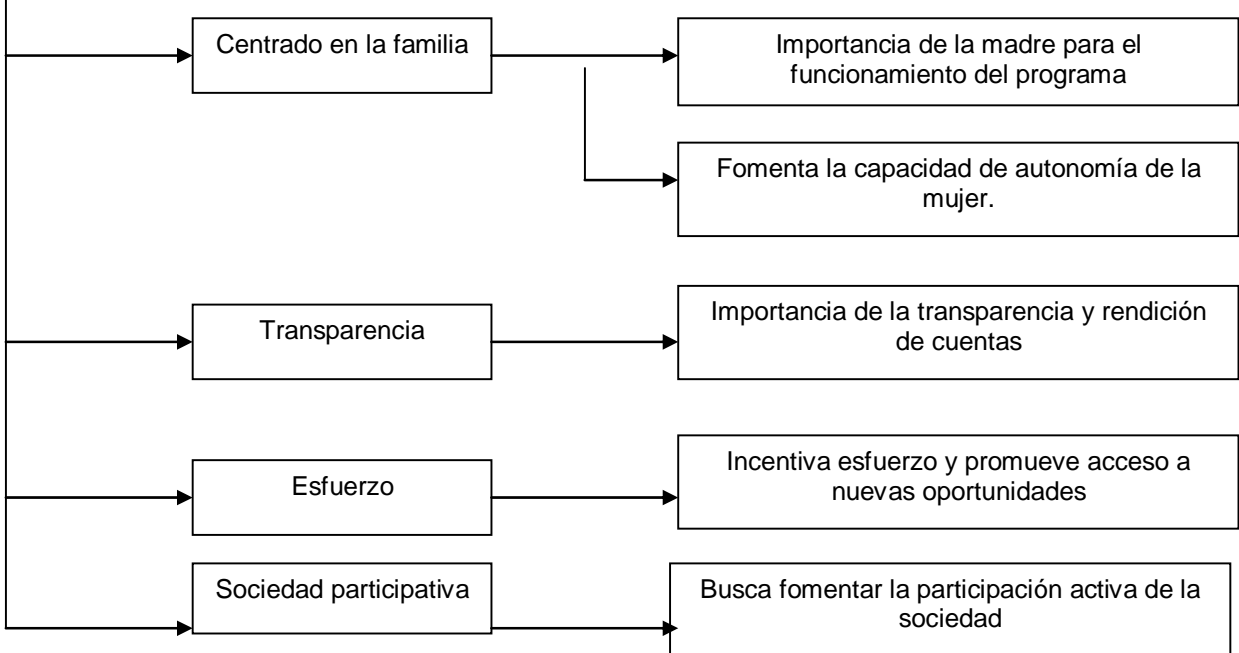 Centrado en la familia
Importancia de la madre para el
funcionamiento del programa
Fomenta la capacidad de autonomía de la
mujer.
Transparencia
Importancia de la transparencia y rendición
de cuentas
Esfuerzo
Incentiva esfuerzo y promueve acceso a
nuevas oportunidades
Sociedad participativa
Busca fomentar la participación activa de la
sociedad